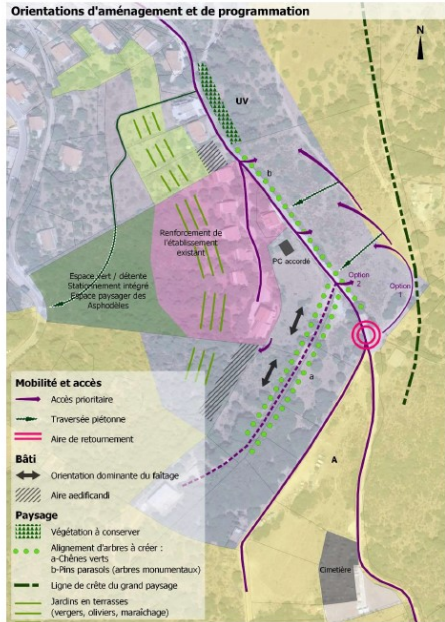 Orientations d'aménagement et de programmation
N
UV
b
Renforcement de
l'établissement
existant
PC accordé
Espace vert / détente
Stationnement intégré
Espace paysager des
Asphodèles
Option
2
Option
1
a
A
Cimetière
Mobilité et accès
Accès prioritaire
Traversée piétonne
Aire de retournement
Bâti
Orientation dominante du faîtage
Aire aedificandi
Paysage
Végétation à conserver
Alignement d'arbres à créer :
a-Chênes verts
b-Pins parasols (arbres monumentaux)
Ligne de crête du grand paysage
Jardins en terrasses
(vergers, oliviers, maraîchage)